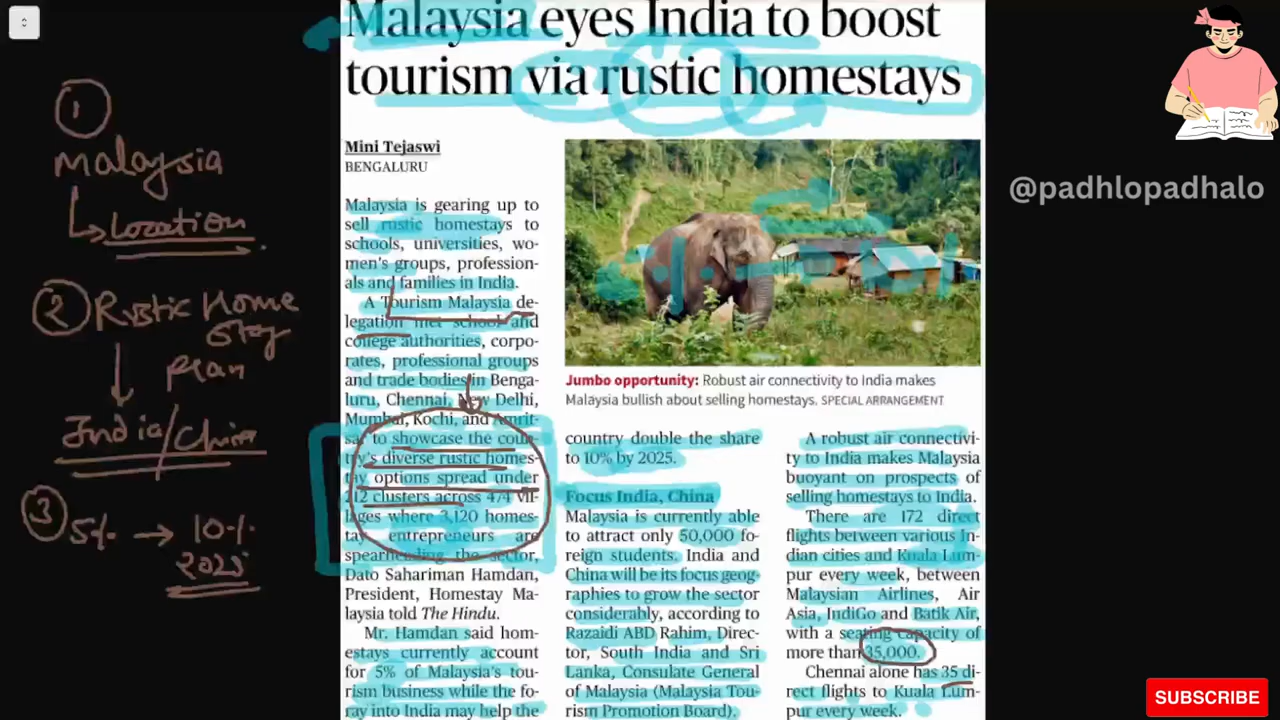 Malaysia eyes India to boost
tourism via rustic homestays
1
Malaysia
Location
2 Rustic Home
Stay
Plan
India/China
3 5% → 10%
2025
Mini Tejaswi
BENGALURU
Malaysia is gearing up to
sell rustic homestays to
schools, universities, wo-
men's groups, profession-
als and families in India.
A Tourism Malaysia de-
legation met school and
college authorities, corpo-
rates, professional groups
and trade bodies in Benga-
luru, Chennai, New Delhi,
Mumbai, Kochi, and Amrit-
sar to showcase the coun-
try's diverse rustic homes-
tay options spread under
212 clusters across 474 vil-
lages where 3,120 homes-
tay entrepreneurs are
spearheading the sector,
Dato Sahariman Hamdan,
President, Homestay Ma-
laysia told The Hindu.
Mr. Hamdan said hom-
estays currently account
for 5% of Malaysia's tou-
rism business while the fo-
ray into India may help the
Jumbo opportunity: Robust air connectivity to India makes
Malaysia bullish about selling homestays. SPECIAL ARRANGEMENT
country double the share
to 10% by 2025.
Focus India, China
Malaysia is currently able
to attract only 50,000 fo-
reign students. India and
China will be its focus geog-
raphies to grow the sector
considerably, according to
Razaidi ABD Rahim, Direc-
tor, South India and Sri
Lanka, Consulate General
of Malaysia (Malaysia Tou-
rism Promotion Board).
A robust air connectivi-
ty to India makes Malaysia
buoyant on prospects of
selling homestays to India.
There are 172 direct
flights between various In-
dian cities and Kuala Lum-
pur every week, between
Malaysian Airlines, Air
Asia, IndiGo and Batik Air,
with a seating capacity of
more than 35,000.
Chennai alone has 35 di-
rect flights to Kuala Lum-
pur every week.
@padhlopadhalo
SUBSCRIBE